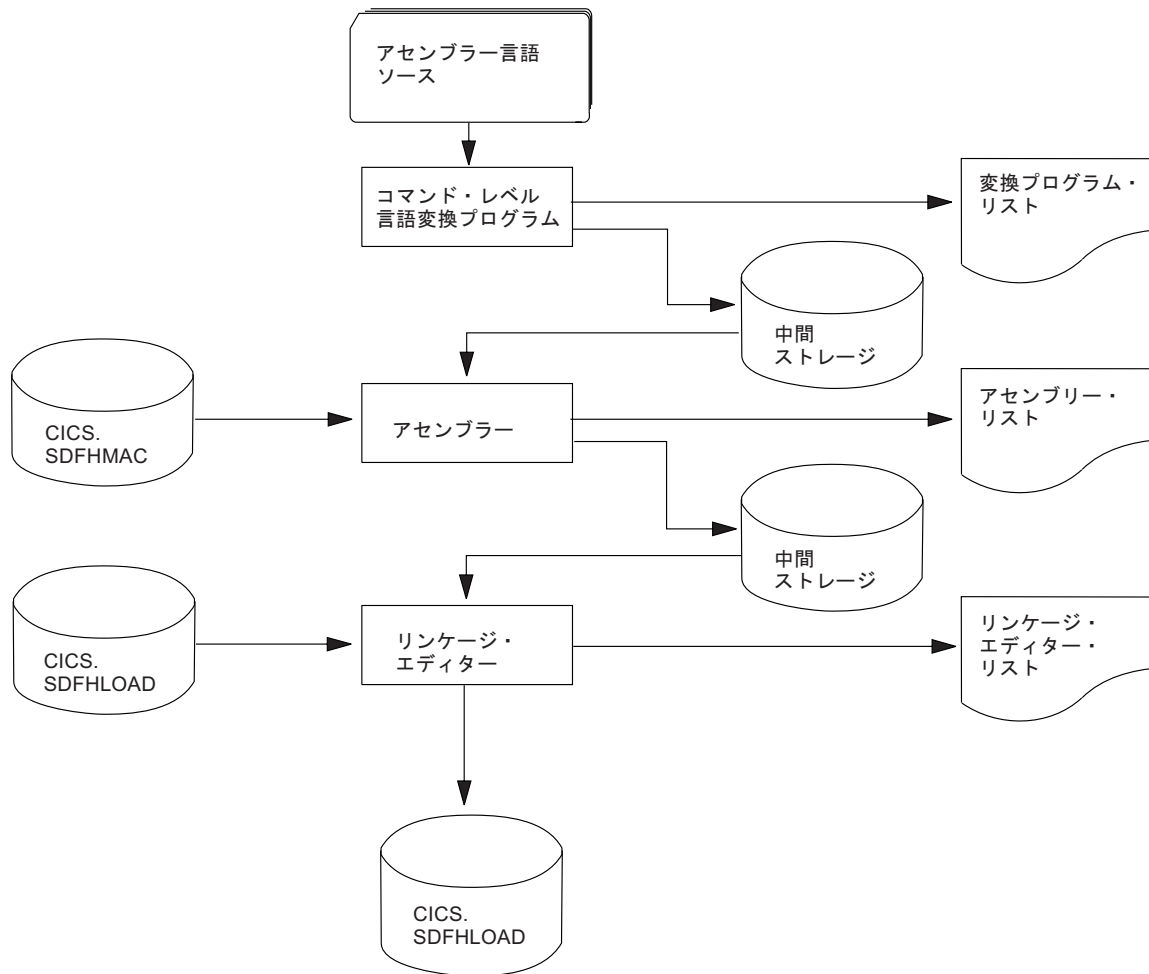 アセンブラー言語
ソース
コマンド・レベル
言語変換プログラム
変換プログラム・
リスト
中間
ストレージ
CICS.
SDFHMAC
アセンブラー
アセンブリー・
リスト
中間
ストレージ
CICS.
SDFHLOAD
リンケージ・
エディター
リンケージ・
エディター・
リスト
CICS.
SDFHLOAD